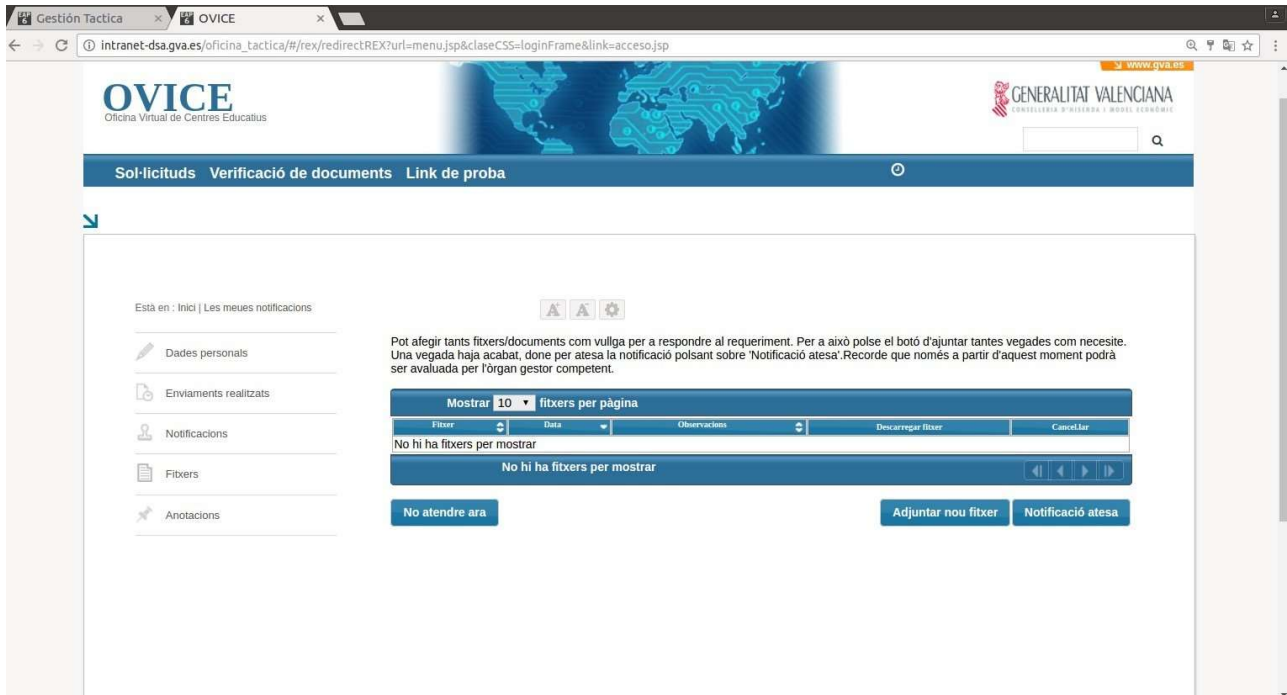 Gestión Tactica
OVICE
intranet-dsa.gva.es/oficina_tactica/#/rex/redirectREX?url=menu.jsp&claseCSS=loginFrame&link=acceso.jsp
www.gva.es
OVICE
Oficina Virtual de Centres Educatius
GENERALITAT VALENCIANA
CONSELLERIA D'HISENDA I MODEL ECONÒMIC
Sol·licituds Verificació de documents Link de proba
Està en : Inici | Les meues notificacions
Dades personals
Enviaments realitzats
Notificacions
Fitxers
Anotacions
Pot afegir tants fitxers/documents com vullga per a respondre al requeriment. Per a això polse el botó d'ajuntar tantes vegades com necesite.
Una vegada haja acabat, done per atesa la notificació polsant sobre 'Notificació atesa'.Recorde que només a partir d'aquest moment podrà
ser avaluada per l'òrgan gestor competent.
Mostrar 10 fitxers per pàgina
Fitxer Data Observacions Descarregar fitxer Cancel.lar
No hi ha fitxers per mostrar
No hi ha fitxers per mostrar
No atendre ara Adjuntar nou fitxer Notificació atesa